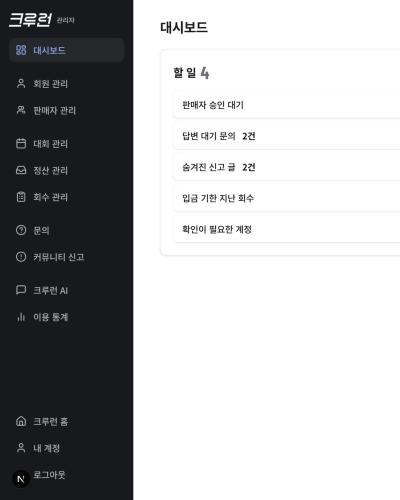 크루런 관리자
대시보드
회원 관리
판매자 관리
대회 관리
정산 관리
회수 관리
문의
커뮤니티 신고
크루런 AI
이용 통계
크루런 홈
내 계정
N
로그아웃
대시보드
할 일 4
판매자 승인 대기
답변 대기 문의 2건
숨겨진 신고 글 2건
입금 기한 지난 회수
확인이 필요한 계정